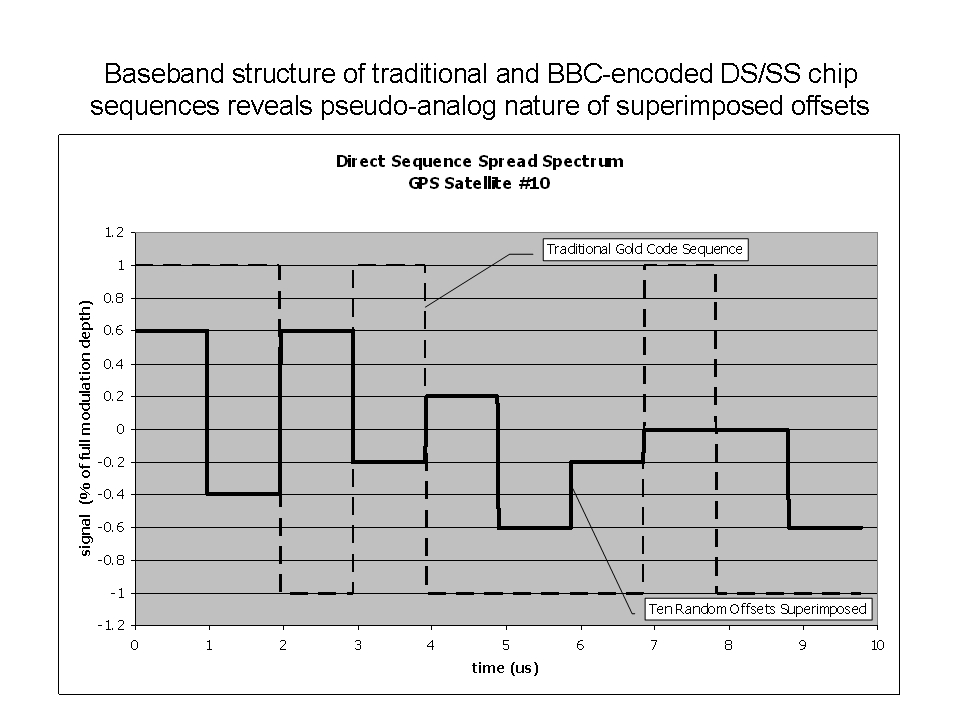 Baseband structure of traditional and BBC-encoded DS/SS chip
sequences reveals pseudo-analog nature of superimposed offsets
Direct Sequence Spread Spectrum
GPS Satellite #10
signal (% of full modulation depth)
1.2
1
0.8
0.6
0.4
0.2
0
-0.2
-0.4
-0.6
-0.8
-1
-1.2
Traditional Gold Code Sequence
Ten Random Offsets Superimposed
0 1 2 3 4 5 6 7 8 9 10
time (us)